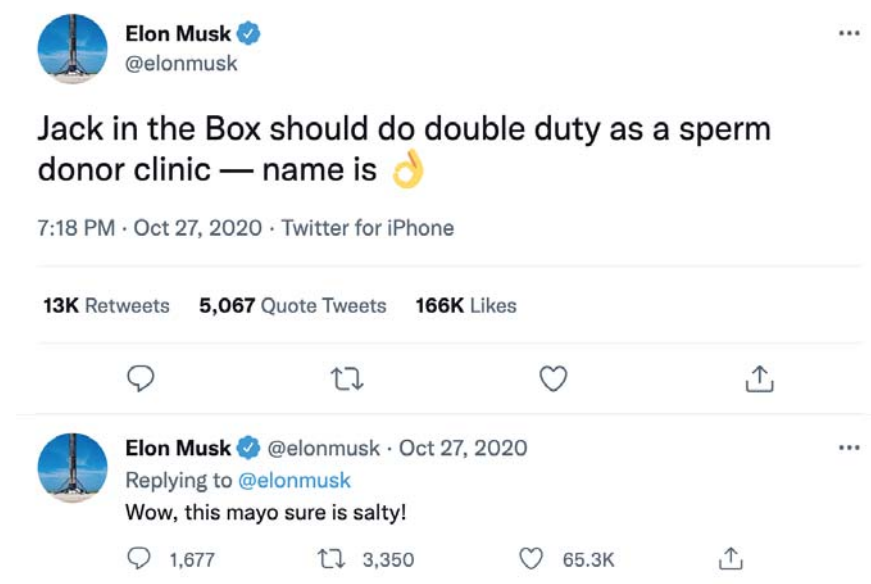 Elon Musk
@elonmusk
Jack in the Box should do double duty as a sperm
donor clinic — name is 👌
7:18 PM · Oct 27, 2020 · Twitter for iPhone
13K Retweets 5,067 Quote Tweets 166K Likes
Elon Musk @elonmusk · Oct 27, 2020
Replying to @elonmusk
Wow, this mayo sure is salty!
1,677 3,350 65.3K